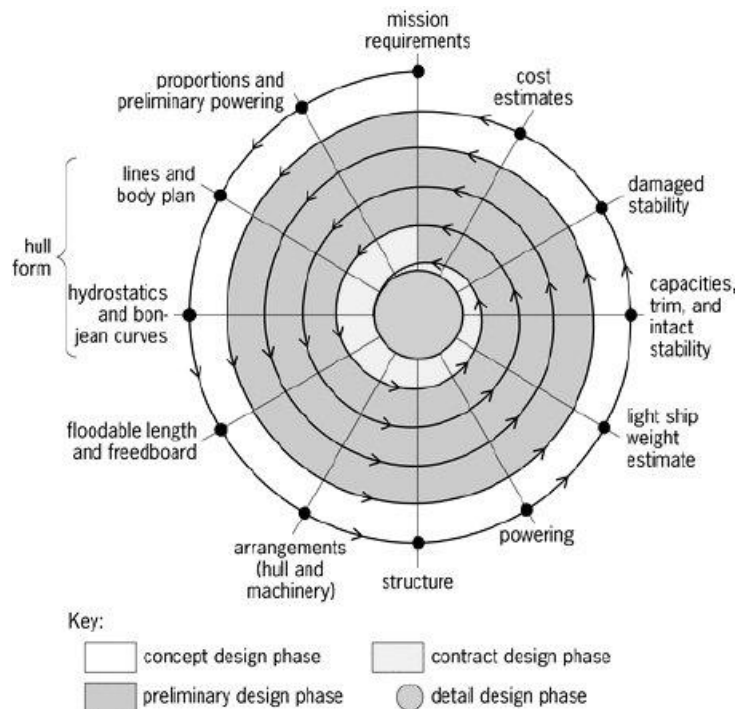 mission
requirements
proportions and
preliminary powering
cost
estimates
lines and
body plan
damaged
stability
hull
form
hydrostatics
and bon-
jean curves
capacities,
trim, and
intact
stability
floodable length
and freedboard
light ship
weight
estimate
arrangements
(hull and
machinery)
structure
powering
Key:
concept design phase
contract design phase
preliminary design phase
detail design phase